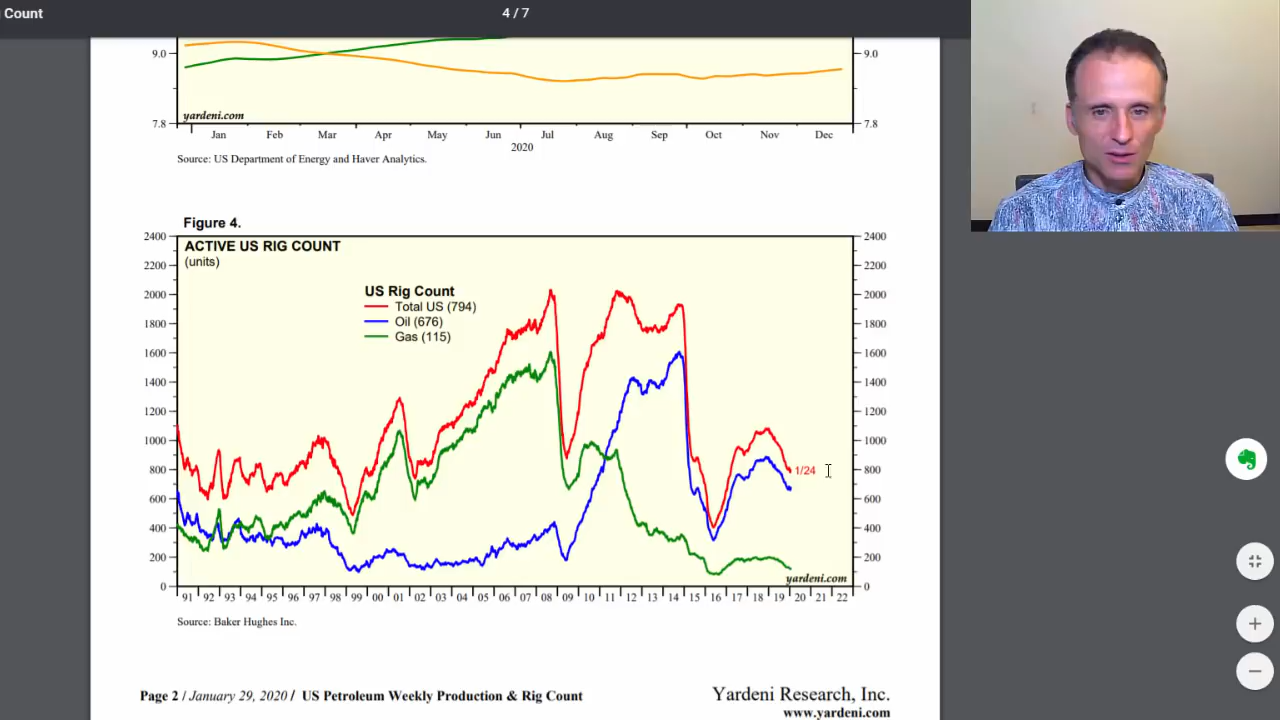 Count
4 / 7
9.0
9.0
yardeni.com
7.8
7.8
Jan Feb Mar Apr May Jun Jul Aug Sep Oct Nov Dec
2020
Source: US Department of Energy and Haver Analytics.
Figure 4.
2400
2400
ACTIVE US RIG COUNT
(units)
2200
2200
US Rig Count
2000
2000
Total US (794)
Oil (676)
1800
1800
Gas (115)
1600
1600
1400
1400
1200
1200
1000
1000
800
1/24
800
600
600
400
400
200
200
yardeni.com
0
0
91 92 93 94 95 96 97 98 99 00 01 02 03 04 05 06 07 08 09 10 11 12 13 14 15 16 17 18 19 20 21 22
Source: Baker Hughes Inc.
Page 2 / January 29, 2020 / US Petroleum Weekly Production & Rig Count
Yardeni Research, Inc.
www.yardeni.com